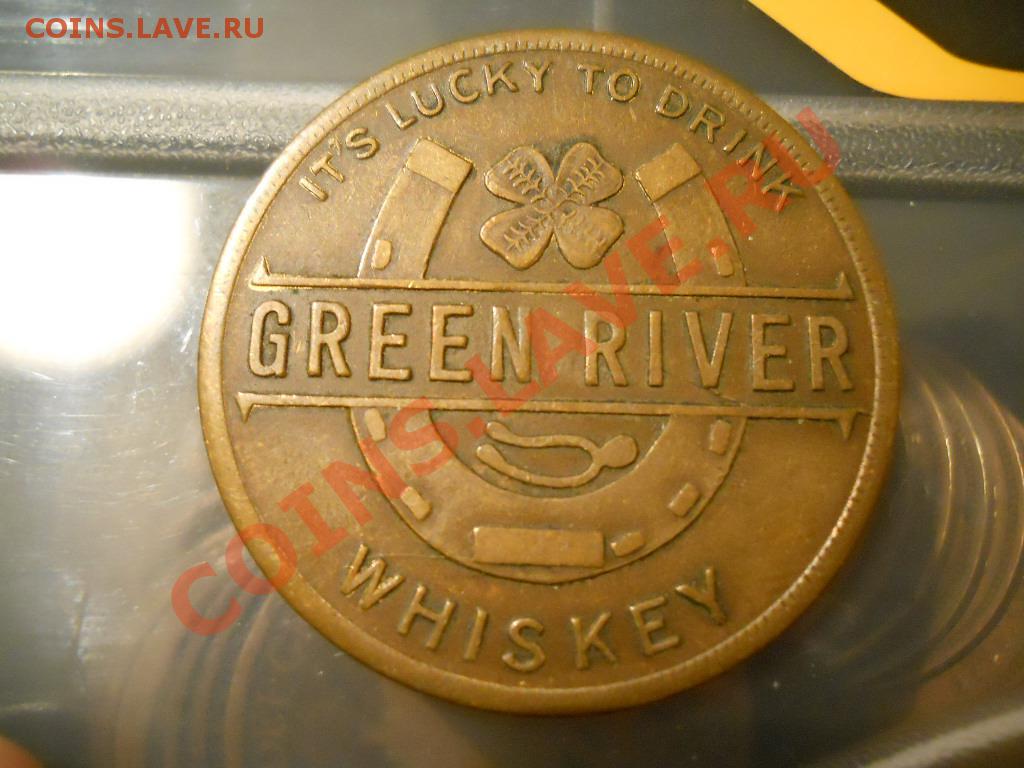 COINS.LAVE.RU
IT'S LUCKY TO DRINK
GREEN RIVER
WHISKEY
COINS.LAVE.RU